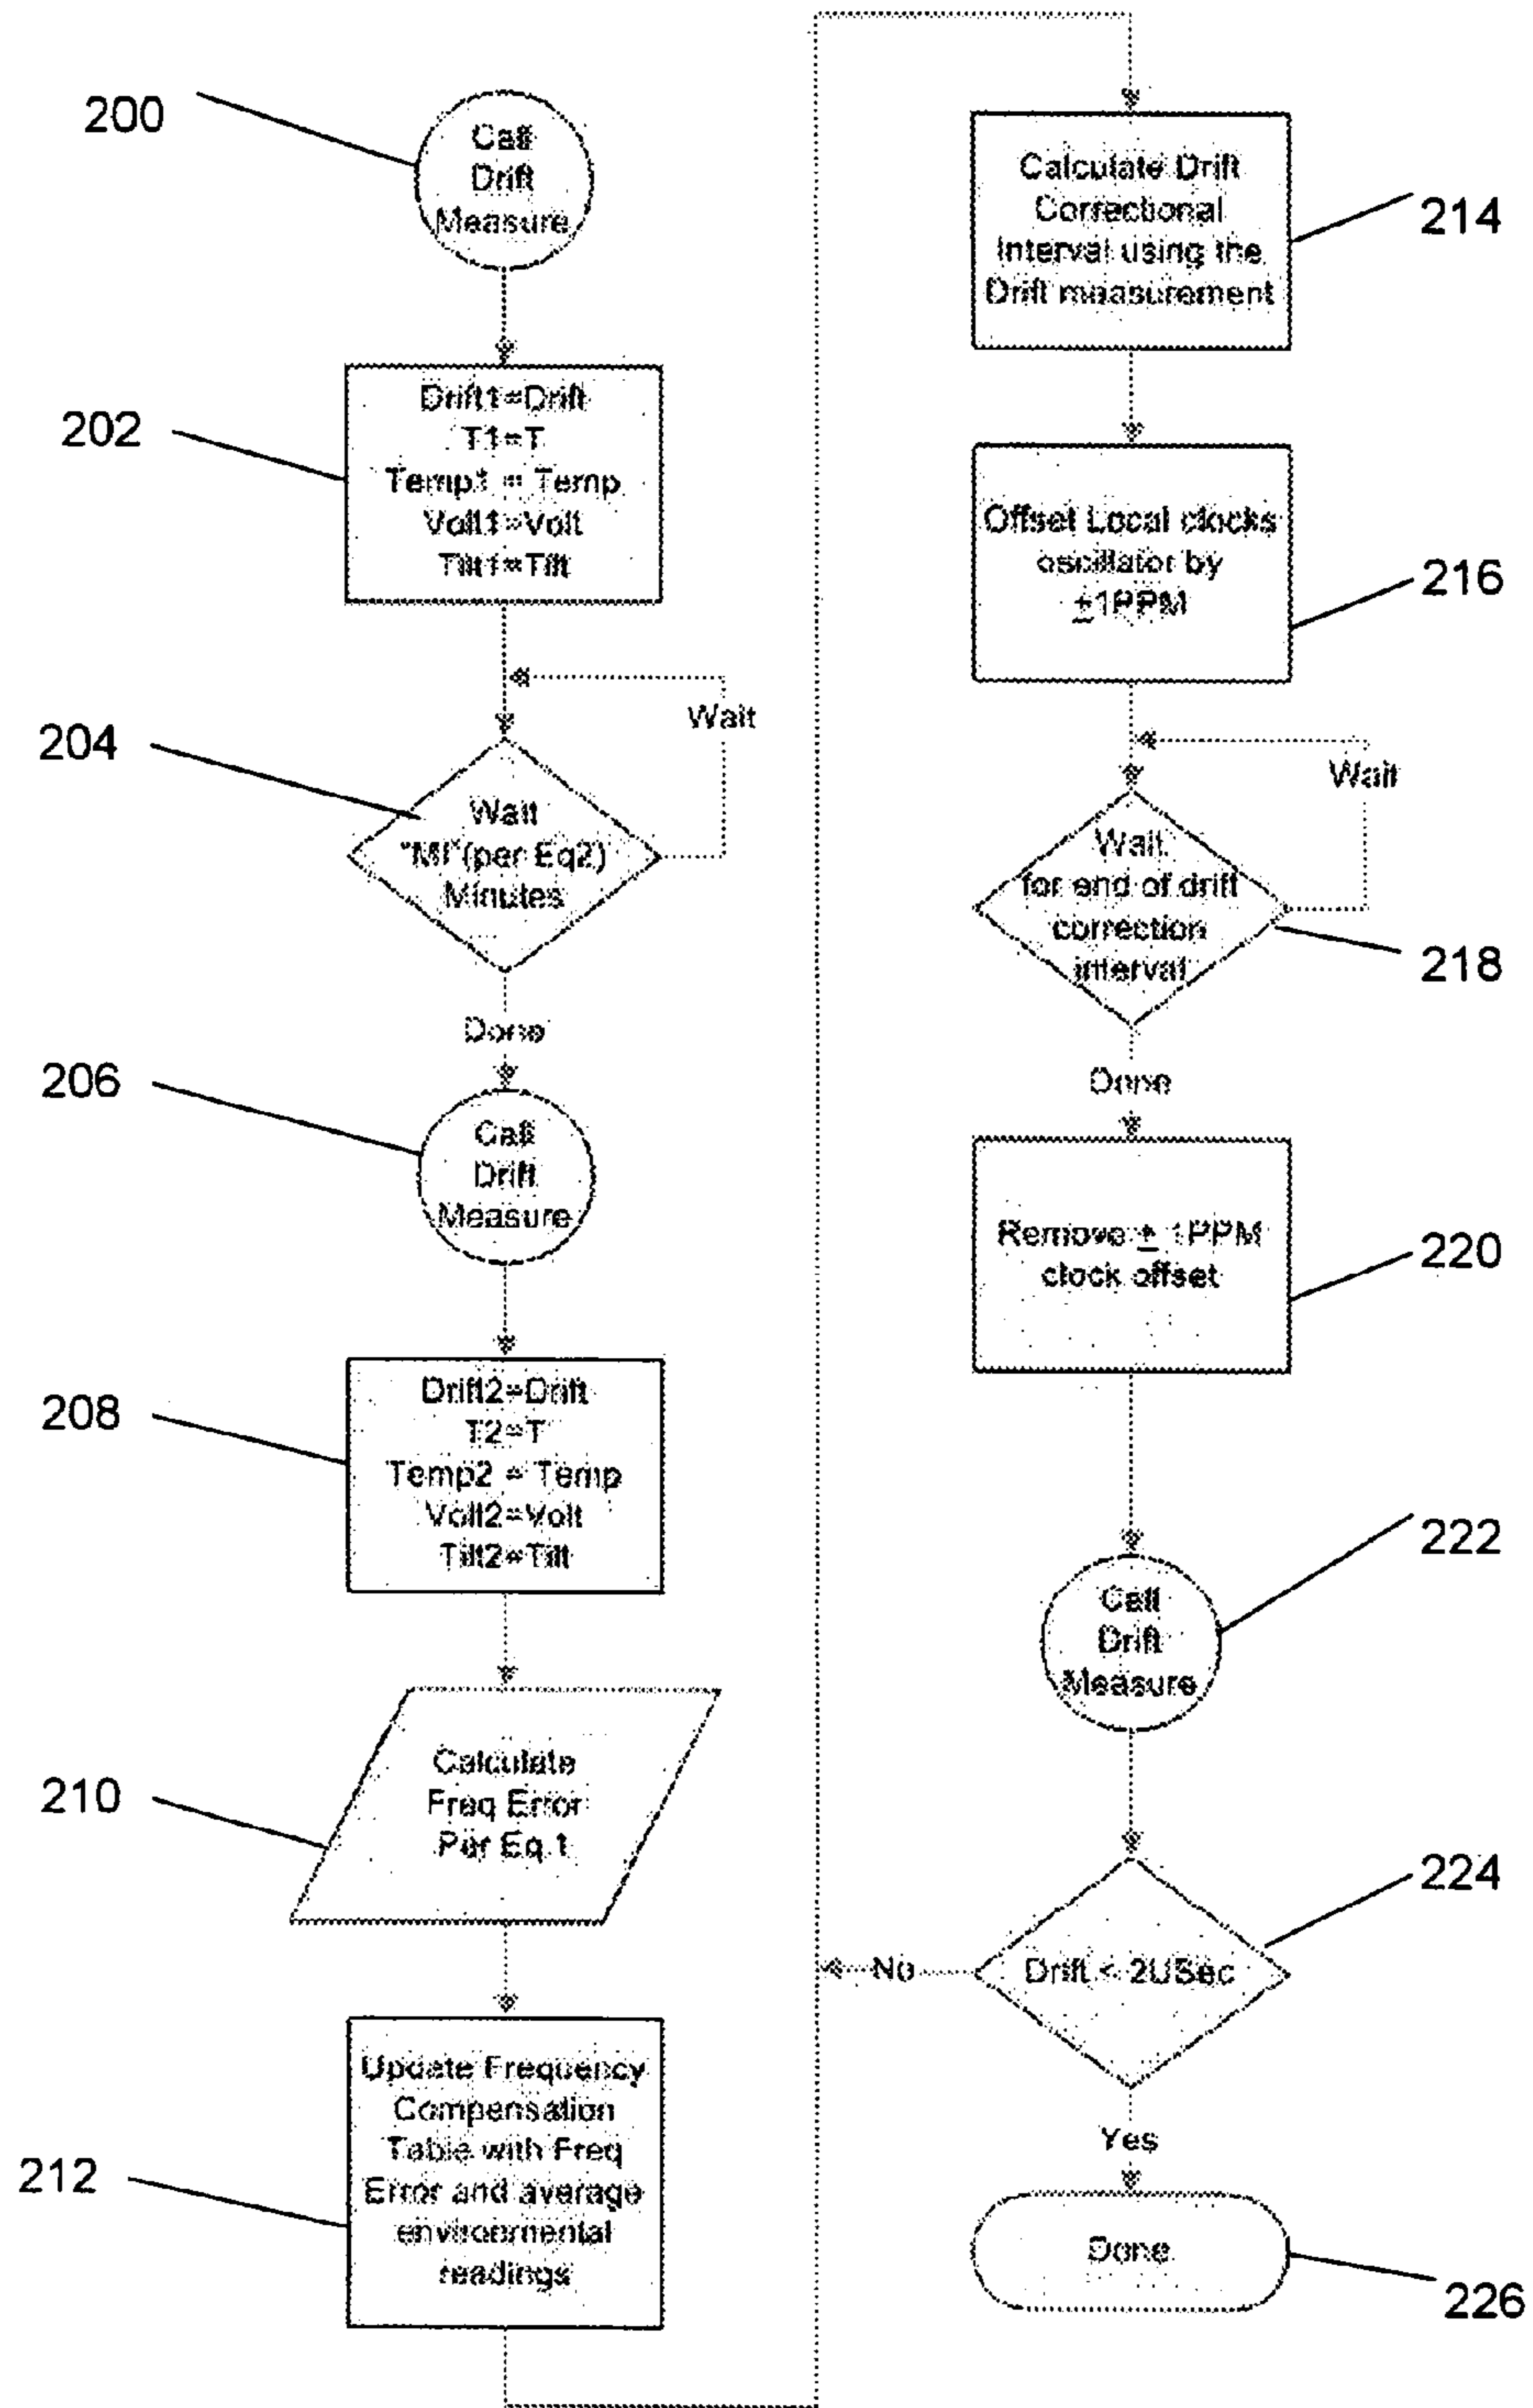 200
Call
Drift
Measure
202
Drift1=Drift
T1=T
Temp1 = Temp
Volt1=Volt
Tilt1=Tilt
Wait
204
Wait
"MI"(per Eq2)
Minutes
Done
206
Call
Drift
Measure
208
Drift2=Drift
T2=T
Temp2 = Temp
Volt2=Volt
Tilt2=Tilt
210
Calculate
Freq Error
Per Eq.1
212
Update Frequency
Compensation
Table with Freq
Error and average
environmental
readings
Calculate Drift
Correctional
Interval using the
Drift measurement
214
Offset Local clocks
oscillator by
±1PPM
216
Wait
Wait
for end of drift
correction
interval
218
Done
Remove ± 1PPM
clock offset
220
222
Call
Drift
Measure
224
Drift < 2USec
No
Yes
Done
226